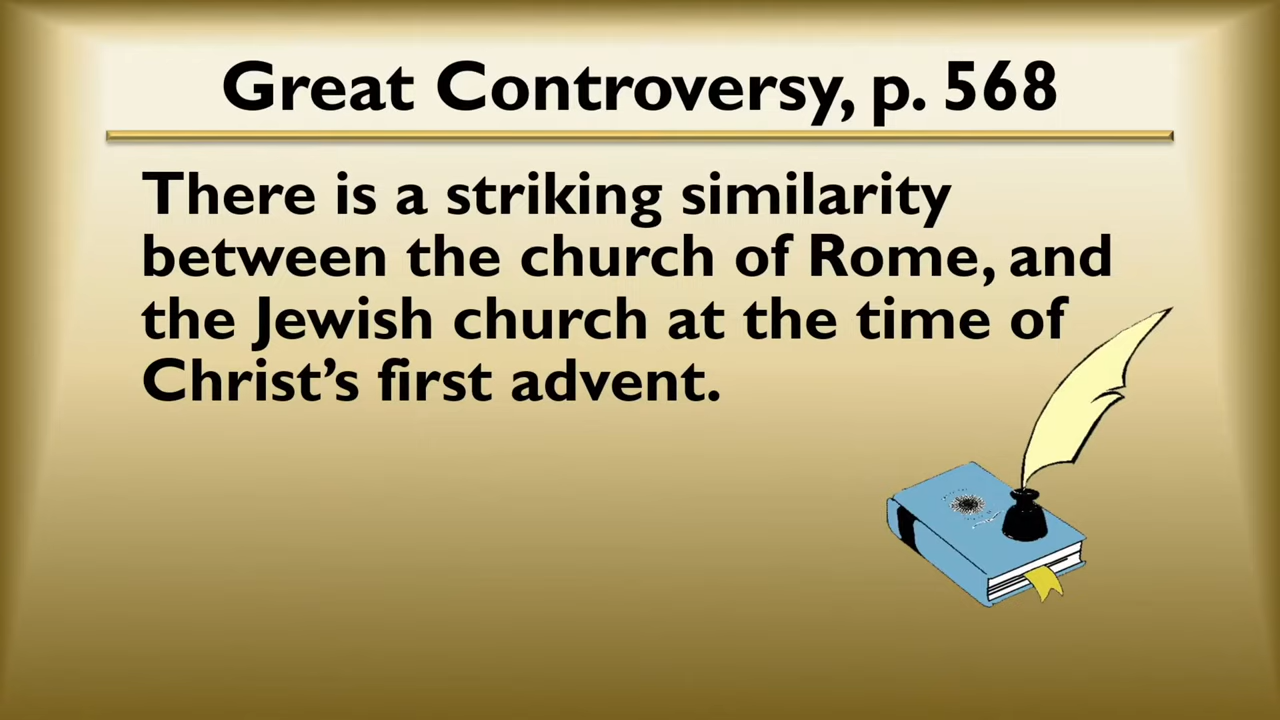 Great Controversy, p. 568
There is a striking similarity
between the church of Rome, and
the Jewish church at the time of
Christ’s first advent.